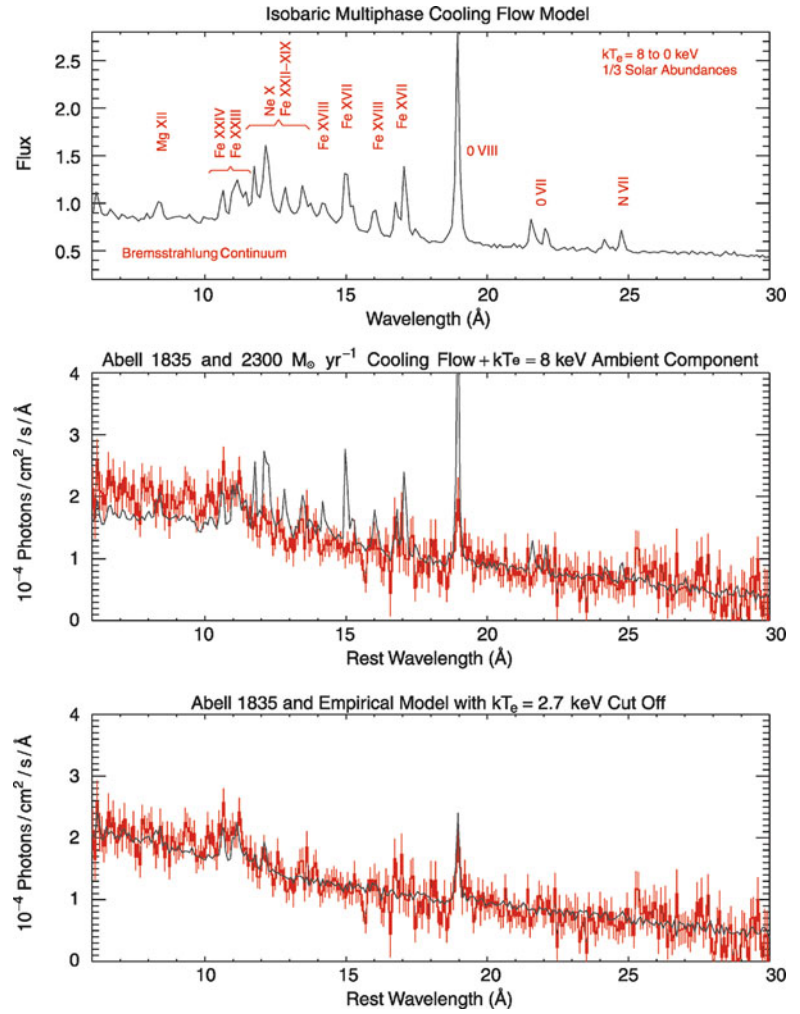 Isobaric Multiphase Cooling Flow Model
kTe = 8 to 0 keV
1/3 Solar Abundances
Mg XII
Fe XXIV
Fe XXIII
Ne X
Fe XXII–XIX
Fe XVIII
Fe XVII
Fe XVIII
Fe XVII
O VIII
O VII
N VII
Bremsstrahlung Continuum
Flux
2.5
2.0
1.5
1.0
0.5
10 15 20 25 30
Wavelength (Å)
Abell 1835 and 2300 M⊙ yr⁻¹ Cooling Flow + kTe = 8 keV Ambient Component
10⁻⁴ Photons/cm²/s/Å
4
3
2
1
0
10 15 20 25 30
Rest Wavelength (Å)
Abell 1835 and Empirical Model with kTe = 2.7 keV Cut Off
10⁻⁴ Photons/cm²/s/Å
4
3
2
1
0
10 15 20 25 30
Rest Wavelength (Å)